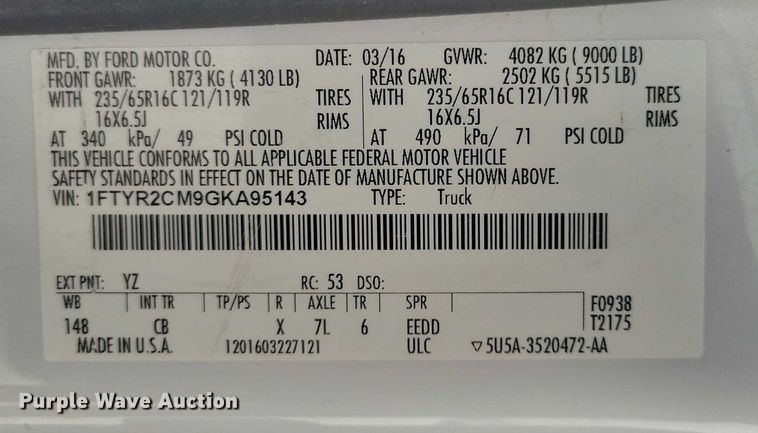 MFD. BY FORD MOTOR CO. DATE: 03/16 GVWR: 4082 KG ( 9000 LB)
FRONT GAWR: 1873 KG ( 4130 LB) REAR GAWR: 2502 KG ( 5515 LB)
WITH 235/65R16C 121/119R TIRES WITH 235/65R16C 121/119R TIRES
16X6.5J RIMS 16X6.5J RIMS
AT 340 kPa/ 49 PSI COLD AT 490 kPa/ 71 PSI COLD
THIS VEHICLE CONFORMS TO ALL APPLICABLE FEDERAL MOTOR VEHICLE
SAFETY STANDARDS IN EFFECT ON THE DATE OF MANUFACTURE SHOWN ABOVE.
VIN: 1FTYR2CM9GKA95143 TYPE: Truck
EXT PNT: YZ RC: 53 DSO:
WB INT TR TP/PS R AXLE TR SPR F0938
148 CB X 7L 6 EEDD T2175
MADE IN U.S.A. 1201603227121 ULC ▽5U5A-3520472-AA
Purple Wave Auction